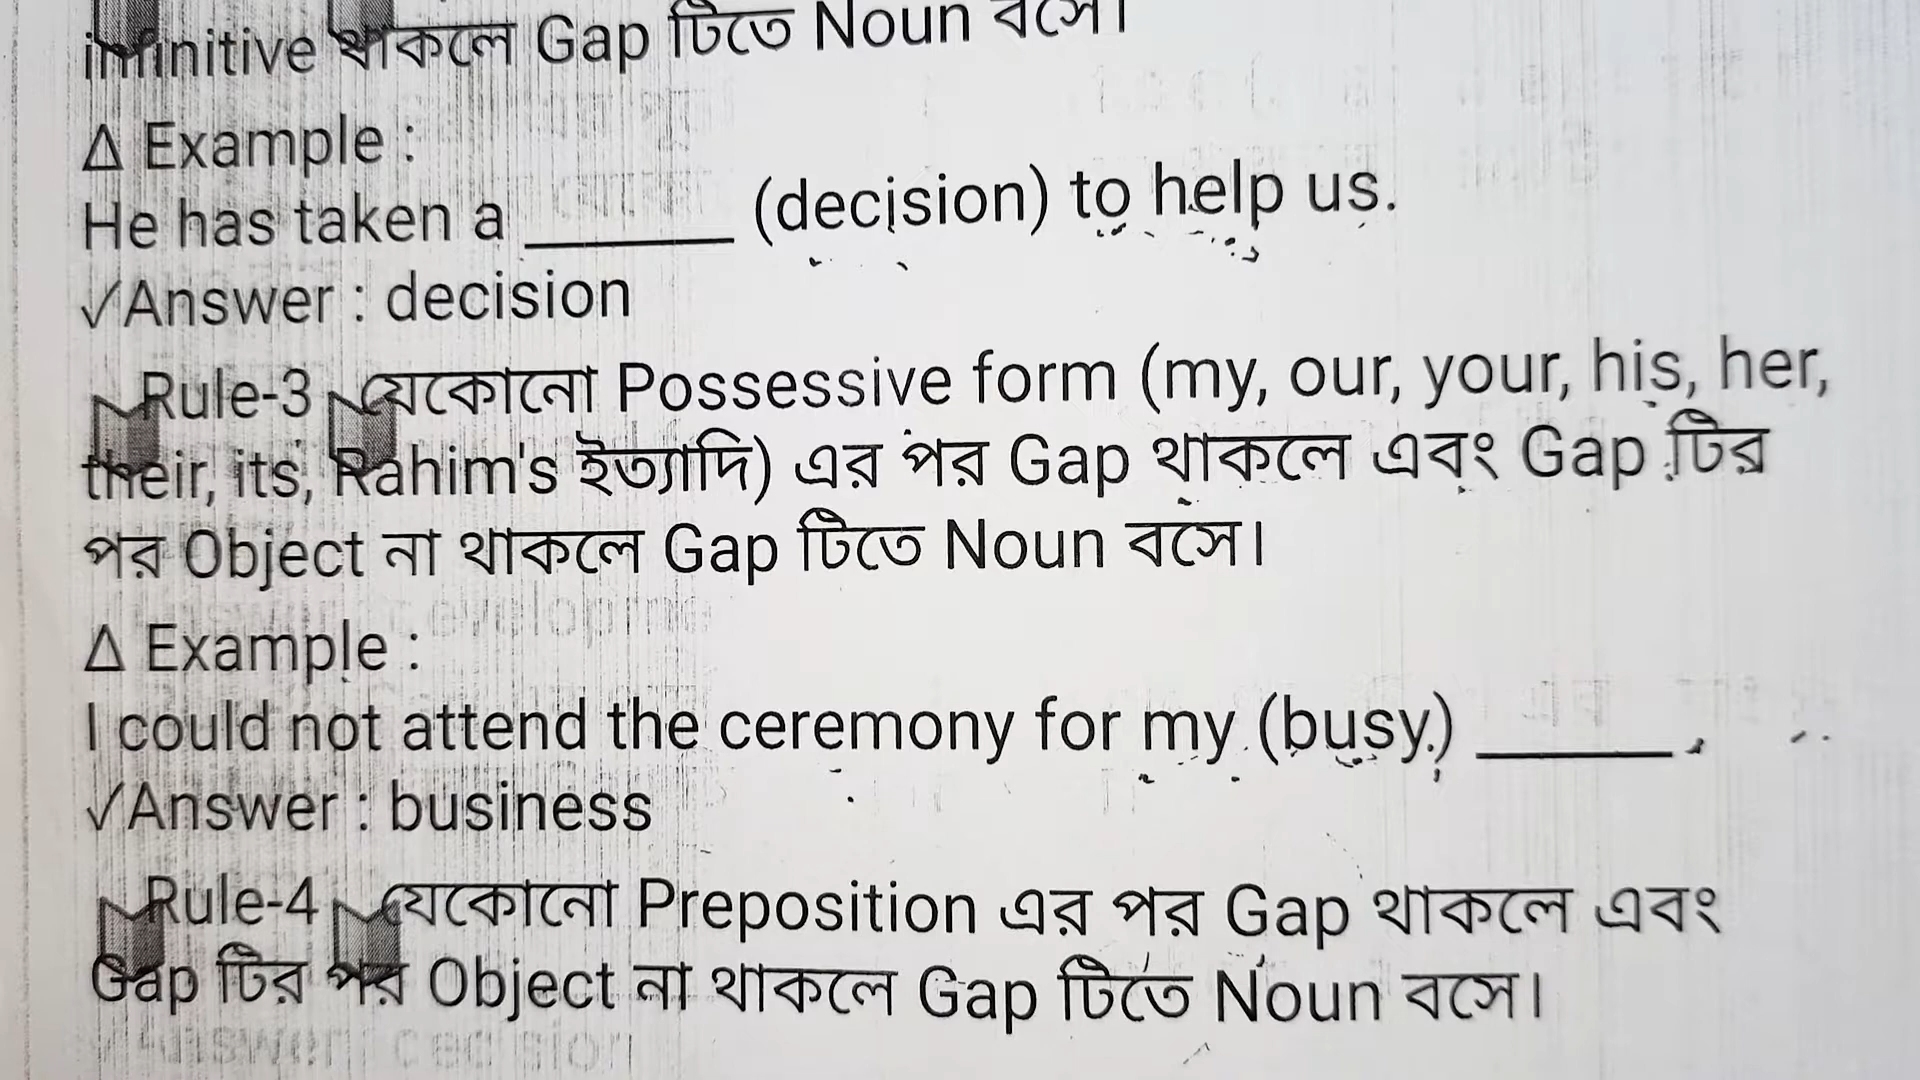 infinitive থাকলে Gap টিতে Noun বসে।
Δ Example :
He has taken a ______ (decision) to help us.
✓Answer : decision
Rule-3 যেকোনো Possessive form (my, our, your, his, her,
their, its, Rahim's ইত্যাদি) এর পর Gap থাকলে এবং Gap টির
পর Object না থাকলে Gap টিতে Noun বসে।
Δ Example :
I could not attend the ceremony for my (busy) ______.
✓Answer : business
Rule-4 যেকোনো Preposition এর পর Gap থাকলে এবং
Gap টির পর Object না থাকলে Gap টিতে Noun বসে।